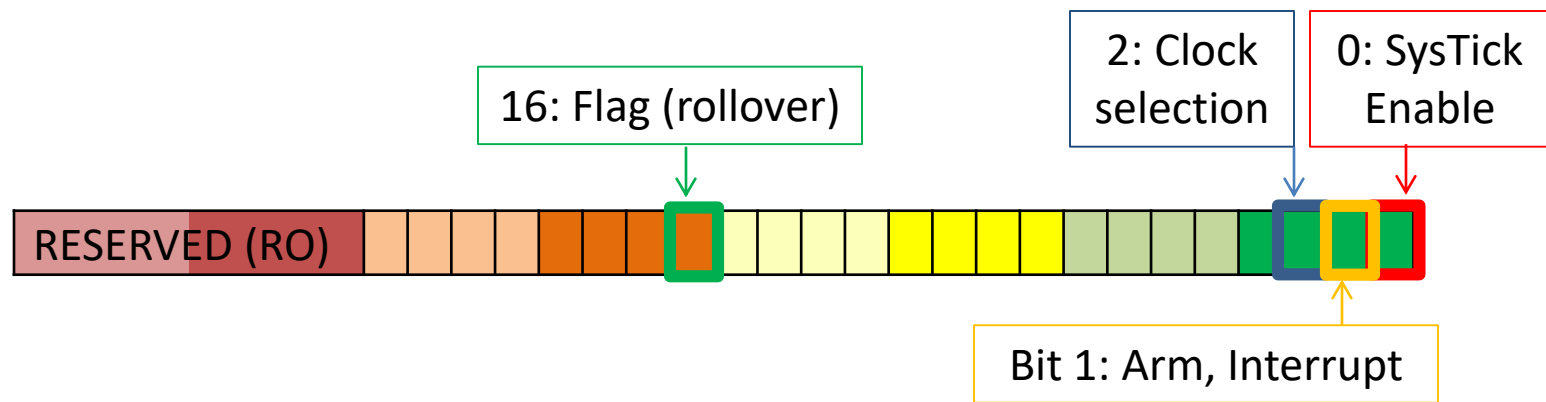 2: Clock
selection
0: SysTick
Enable
16: Flag (rollover)
RESERVED (RO)
Bit 1: Arm, Interrupt